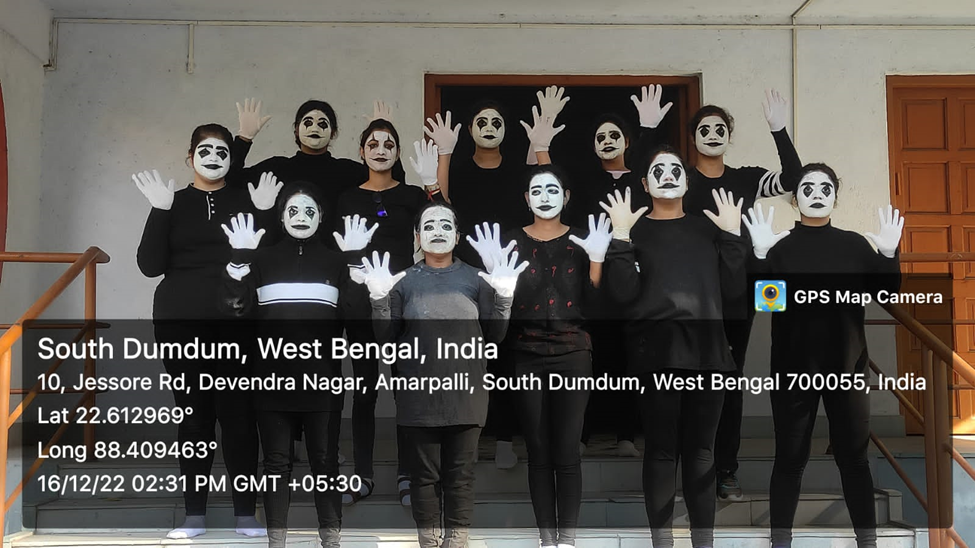 GPS Map Camera
South Dumdum, West Bengal, India
10, Jessore Rd, Devendra Nagar, Amarpalli, South Dumdum, West Bengal 700055, India
Lat 22.612969°
Long 88.409463°
16/12/22 02:31 PM GMT +05:30